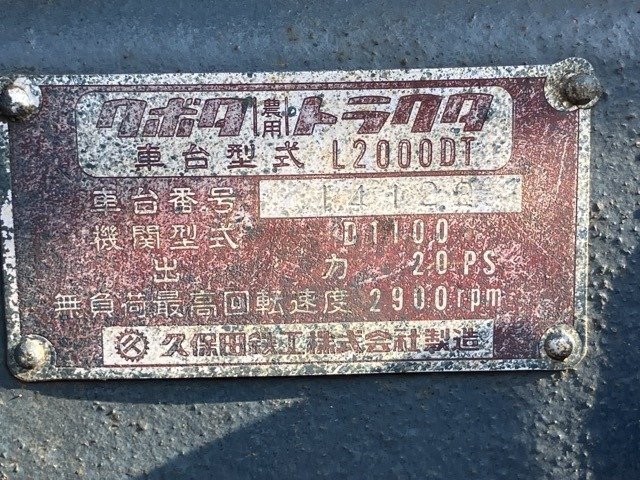 クボタ農用トラクタ
車台型式 L2000DT
車台番号
機関型式 D1100
出力 20PS
無負荷最高回転速度 2900rpm
久保田鉄工株式会社製造